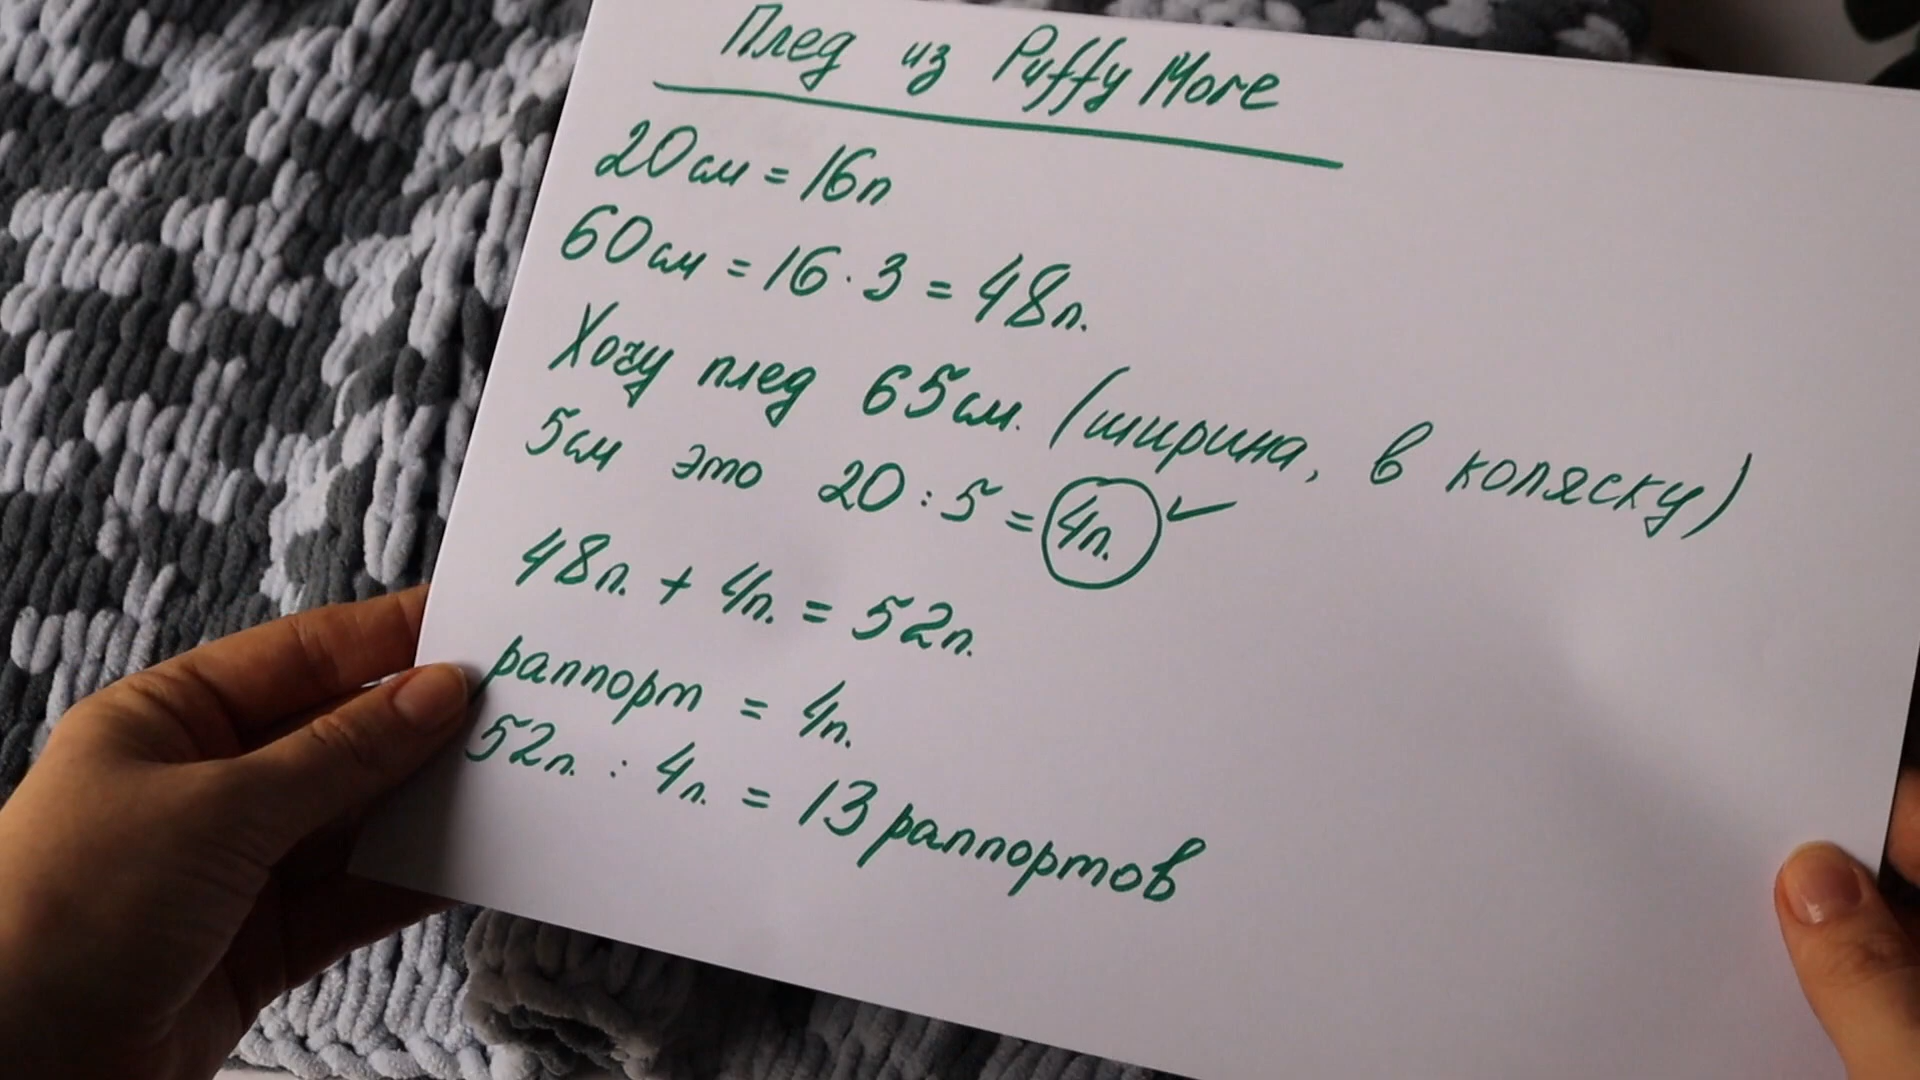 Плед из Puffy More
20см = 16п
60см = 16 · 3 = 48п.
Хочу плед 65см. (ширина, в коляску)
5см это 20 : 5 = 4п. ✓
48п. + 4п. = 52п.
раппорт = 4п.
52п. : 4п. = 13 раппортов